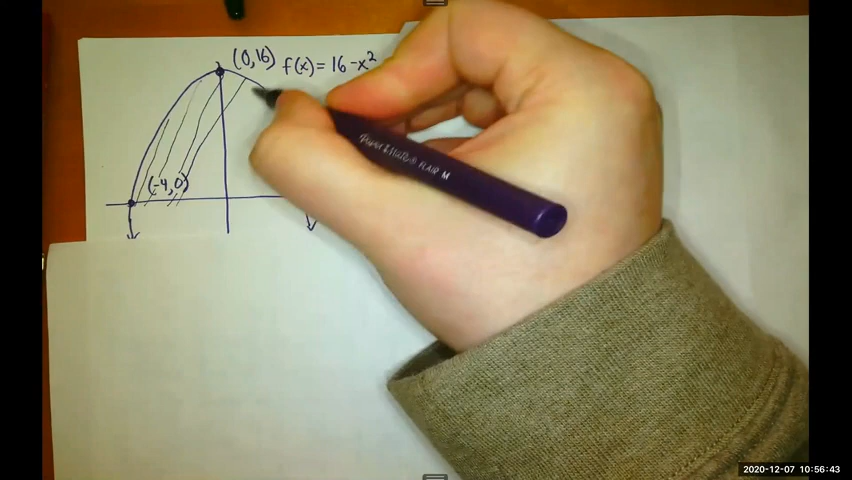 (0,16) f(x) = 16 - x²
(-4,0)
Paper Mate® FLAIR M
2020-12-07 10:56:43